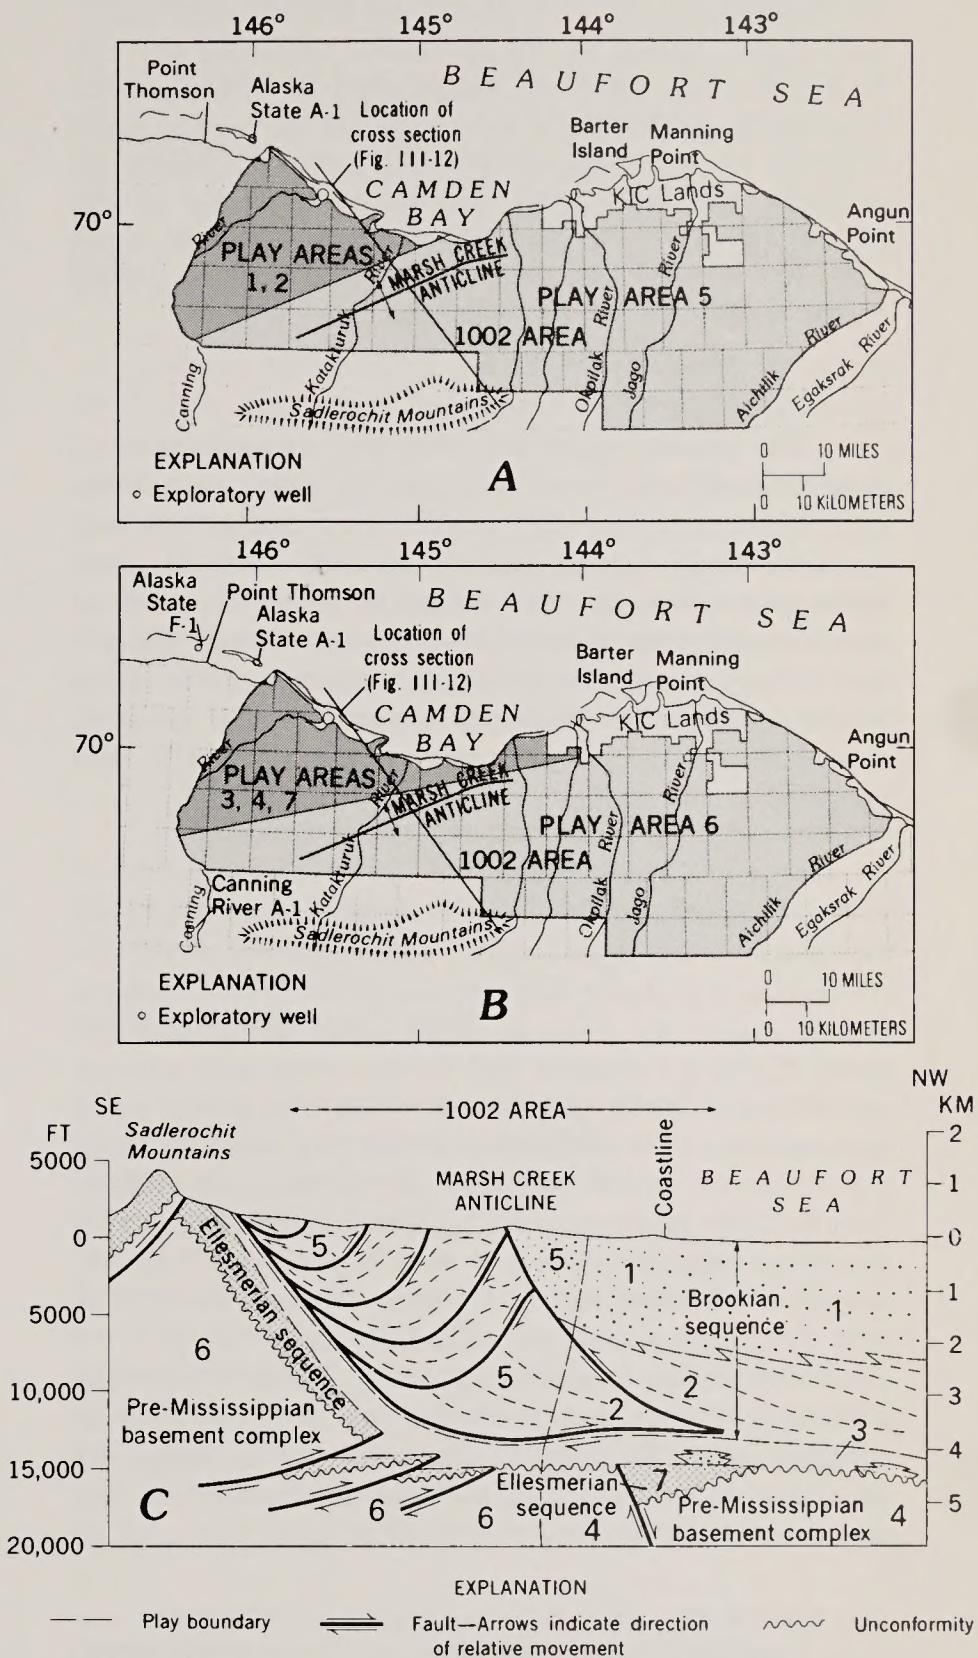 146° 145° 144° 143°
BEAUFORT SEA
Point
Thomson
Alaska
State A-1
Location of
cross section
(Fig. III-12)
CAMDEN
BAY
Barter
Island
Manning
Point
KIC Lands
70°
Angun
Point
River
PLAY AREAS
1, 2
River
MARSH CREEK
ANTICLINE
PLAY AREA 5
1002 AREA
Canning
Katakturuk
Sadlerochit Mountains
Okpilak
River
Jago
River
Aichilik
River
Egaksrak River
EXPLANATION
Exploratory well
A
0 10 MILES
0 10 KILOMETERS
146° 145° 144° 143°
Alaska
State
F-1
Point Thomson
Alaska
State A-1
BEAUFORT SEA
Location of
cross section
(Fig. III-12)
CAMDEN
BAY
Barter
Island
Manning
Point
KIC Lands
70°
Angun
Point
River
PLAY AREAS
3, 4, 7
River
MARSH CREEK
ANTICLINE
PLAY AREA 6
1002 AREA
Canning
River A-1
Canning
Katakturuk
Sadlerochit Mountains
Okpilak
River
Jago
River
Aichilik
River
Egaksrak River
EXPLANATION
Exploratory well
B
0 10 MILES
0 10 KILOMETERS
SE
NW
FT
KM
1002 AREA
Sadlerochit
Mountains
MARSH CREEK
ANTICLINE
Coastline
BEAUFORT
SEA
5000
0
5000
10,000
15,000
20,000
2
1
0
1
2
3
4
5
5
5
1
1
Brookian
sequence
Ellesmerian sequence
6
5
2
2
3
Pre-Mississippian
basement complex
C
6
6
Ellesmerian
sequence
4
7
Pre-Mississippian
basement complex
4
EXPLANATION
Play boundary
Fault—Arrows indicate direction
of relative movement
Unconformity